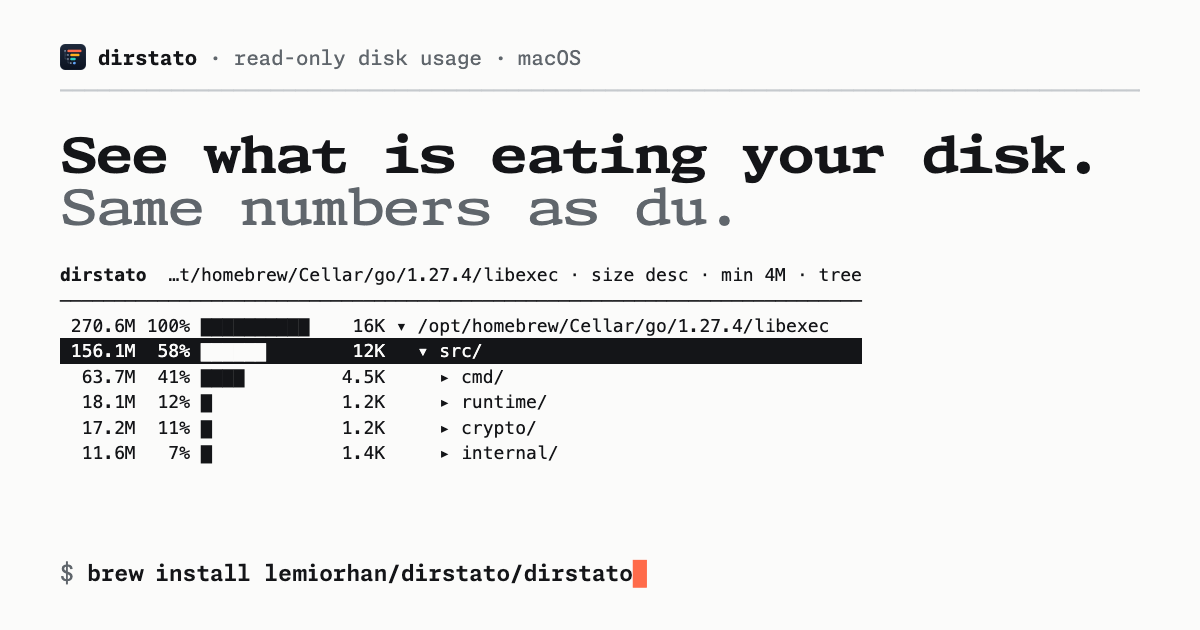 dirstato · read-only disk usage · macOS
See what is eating your disk.
Same numbers as du.
dirstato …t/homebrew/Cellar/go/1.27.4/libexec · size desc · min 4M · tree
270.6M 100% 16K ▾ /opt/homebrew/Cellar/go/1.27.4/libexec
156.1M 58% 12K ▾ src/
63.7M 41% 4.5K ▸ cmd/
18.1M 12% 1.2K ▸ runtime/
17.2M 11% 1.2K ▸ crypto/
11.6M 7% 1.4K ▸ internal/
$ brew install lemiorhan/dirstato/dirstato